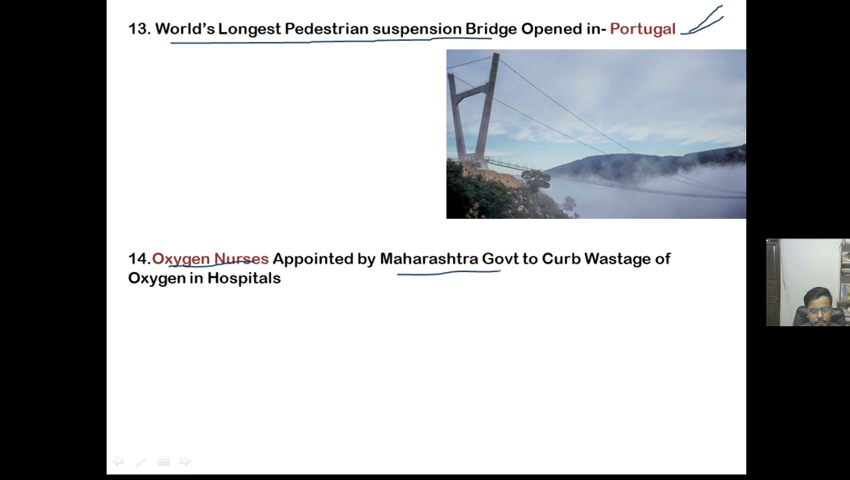 13. World's Longest Pedestrian suspension Bridge Opened in- Portugal
14.Oxygen Nurses Appointed by Maharashtra Govt to Curb Wastage of
Oxygen in Hospitals